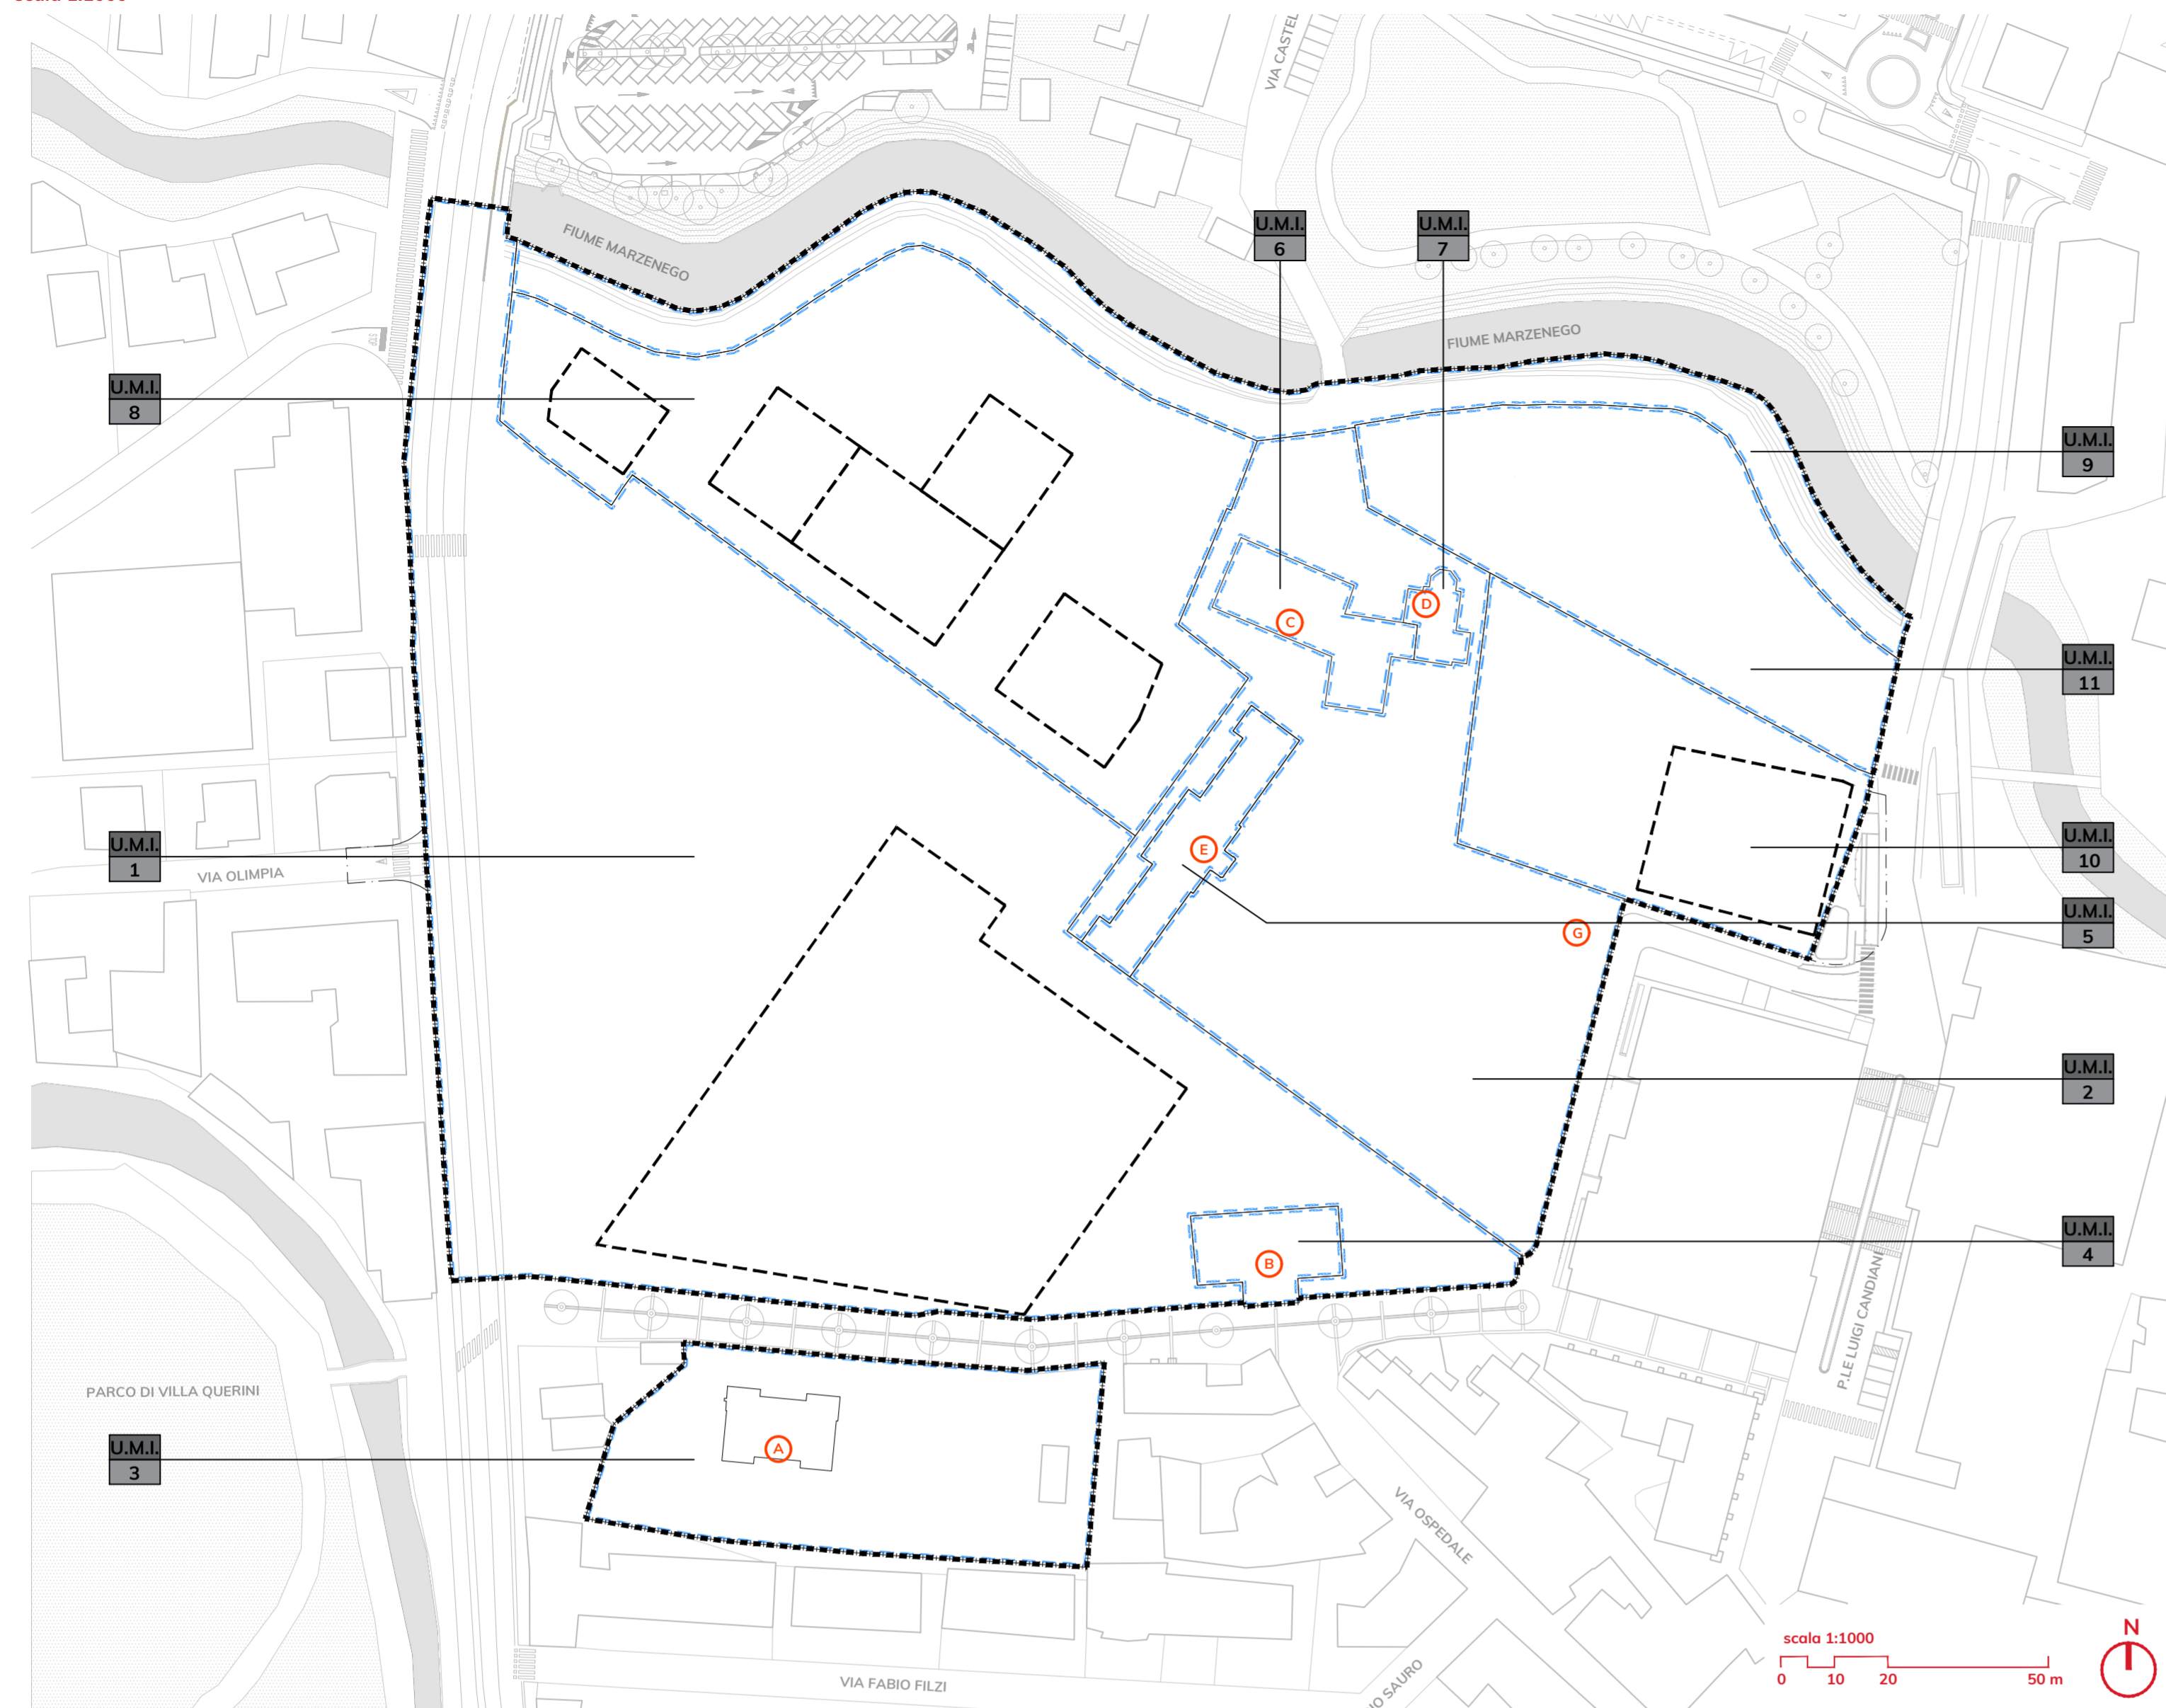 VIA CASTEL
FIUME MARZENEGO
U.M.I.
6
U.M.I.
7
FIUME MARZENEGO
U.M.I.
8
U.M.I.
9
C
D
U.M.I.
11
U.M.I.
1
VIA OLIMPIA
E
U.M.I.
10
U.M.I.
5
G
U.M.I.
2
U.M.I.
4
B
P.LE LUIGI CANDIANI
PARCO DI VILLA QUERINI
U.M.I.
3
A
VIA OSPEDALE
VIA FABIO FILZI
IO SAURO
scala 1:1000
0 10 20 50 m
N